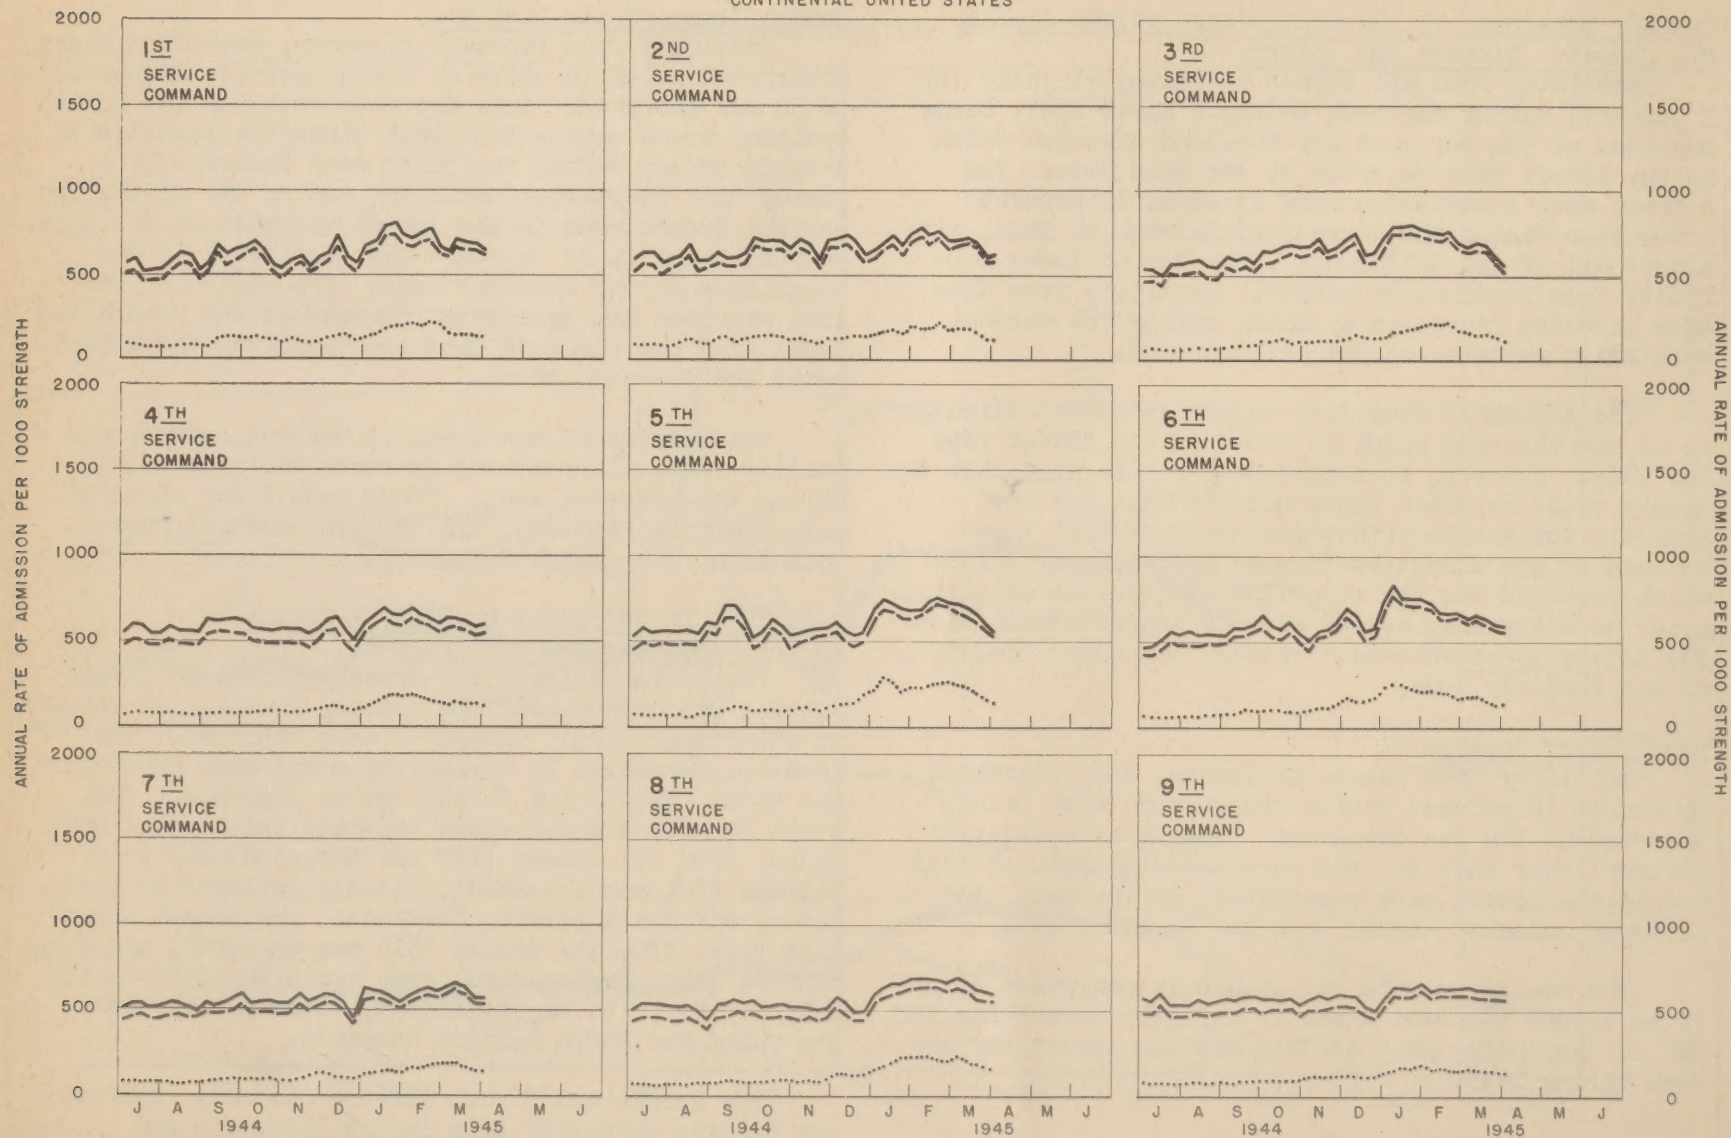 CONTINENTAL UNITED STATES
ANNUAL RATE OF ADMISSION PER 1000 STRENGTH
2000
1500
1000
500
0
1ST
SERVICE
COMMAND
2ND
SERVICE
COMMAND
3RD
SERVICE
COMMAND
2000
1500
1000
500
0
2000
1500
1000
500
0
4TH
SERVICE
COMMAND
5TH
SERVICE
COMMAND
6TH
SERVICE
COMMAND
2000
1500
1000
500
0
2000
1500
1000
500
0
7TH
SERVICE
COMMAND
8TH
SERVICE
COMMAND
9TH
SERVICE
COMMAND
2000
1500
1000
500
0
J A S O N D J F M A M J
1944 1945
J A S O N D J F M A M J
1944 1945
J A S O N D J F M A M J
1944 1945
ANNUAL RATE OF ADMISSION PER 1000 STRENGTH